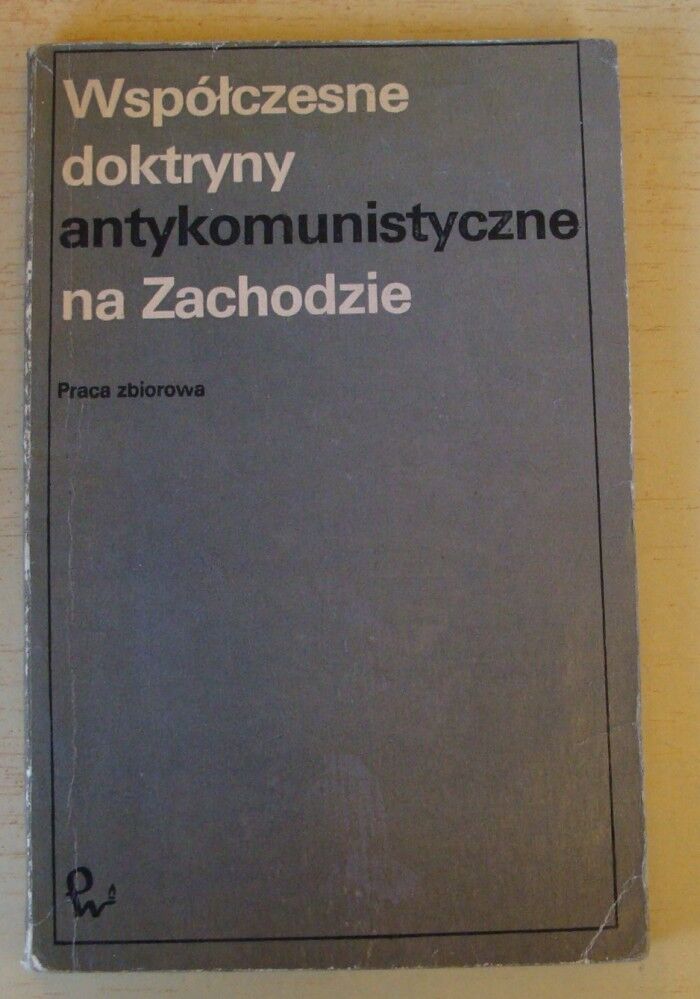 Współczesne
doktryny
antykomunistyczne
na Zachodzie
Praca zbiorowa